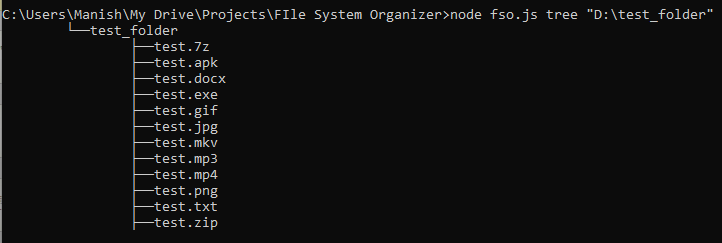 C:\Users\Manish\My Drive\Projects\FIle System Organizer>node fso.js tree "D:\test_folder"
└──test_folder
├──test.7z
├──test.apk
├──test.docx
├──test.exe
├──test.gif
├──test.jpg
├──test.mkv
├──test.mp3
├──test.mp4
├──test.png
├──test.txt
├──test.zip